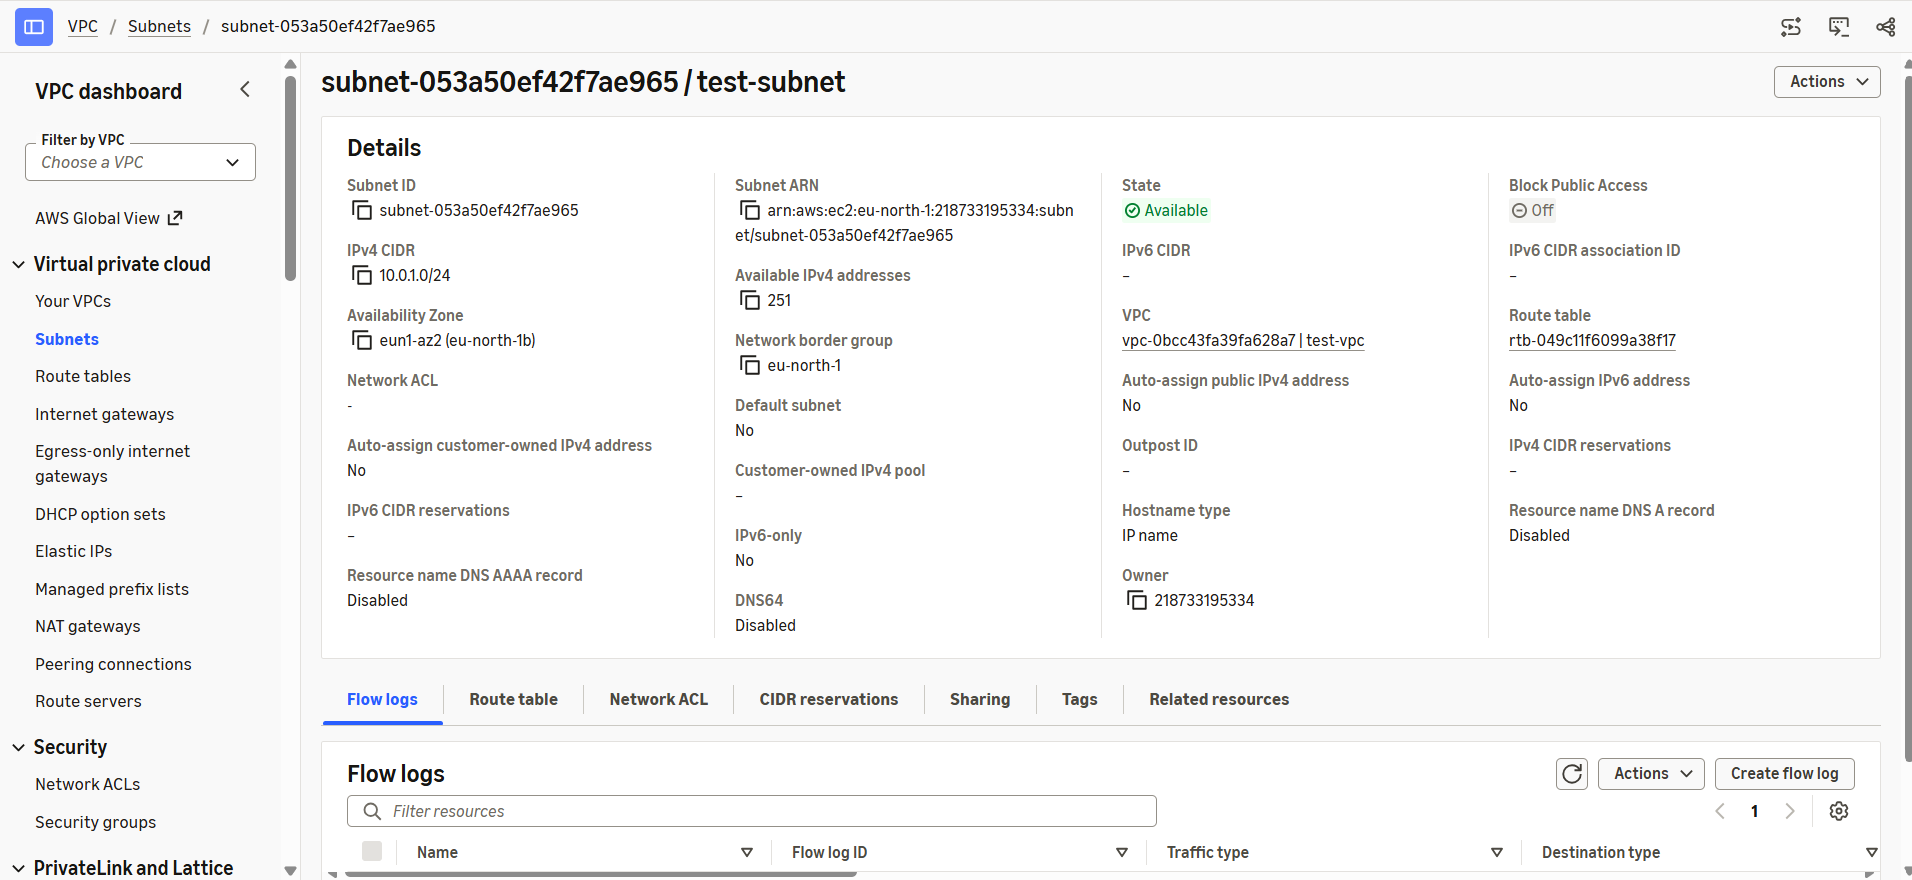 VPC / Subnets / subnet-053a50ef42f7ae965
VPC dashboard
Filter by VPC
Choose a VPC
AWS Global View
Virtual private cloud
Your VPCs
Subnets
Route tables
Internet gateways
Egress-only internet
gateways
DHCP option sets
Elastic IPs
Managed prefix lists
NAT gateways
Peering connections
Route servers
Security
Network ACLs
Security groups
PrivateLink and Lattice
subnet-053a50ef42f7ae965 / test-subnet
Actions
Details
Subnet ID
subnet-053a50ef42f7ae965
IPv4 CIDR
10.0.1.0/24
Availability Zone
eun1-az2 (eu-north-1b)
Network ACL
-
Auto-assign customer-owned IPv4 address
No
IPv6 CIDR reservations
–
Resource name DNS AAAA record
Disabled
Subnet ARN
arn:aws:ec2:eu-north-1:218733195334:subn
et/subnet-053a50ef42f7ae965
Available IPv4 addresses
251
Network border group
eu-north-1
Default subnet
No
Customer-owned IPv4 pool
–
IPv6-only
No
DNS64
Disabled
State
Available
IPv6 CIDR
–
VPC
vpc-0bcc43fa39fa628a7 | test-vpc
Auto-assign public IPv4 address
No
Outpost ID
–
Hostname type
IP name
Owner
218733195334
Block Public Access
Off
IPv6 CIDR association ID
–
Route table
rtb-049c11f6099a38f17
Auto-assign IPv6 address
No
IPv4 CIDR reservations
–
Resource name DNS A record
Disabled
Flow logs
Route table
Network ACL
CIDR reservations
Sharing
Tags
Related resources
Flow logs
Actions
Create flow log
Filter resources
1
Name
Flow log ID
Traffic type
Destination type